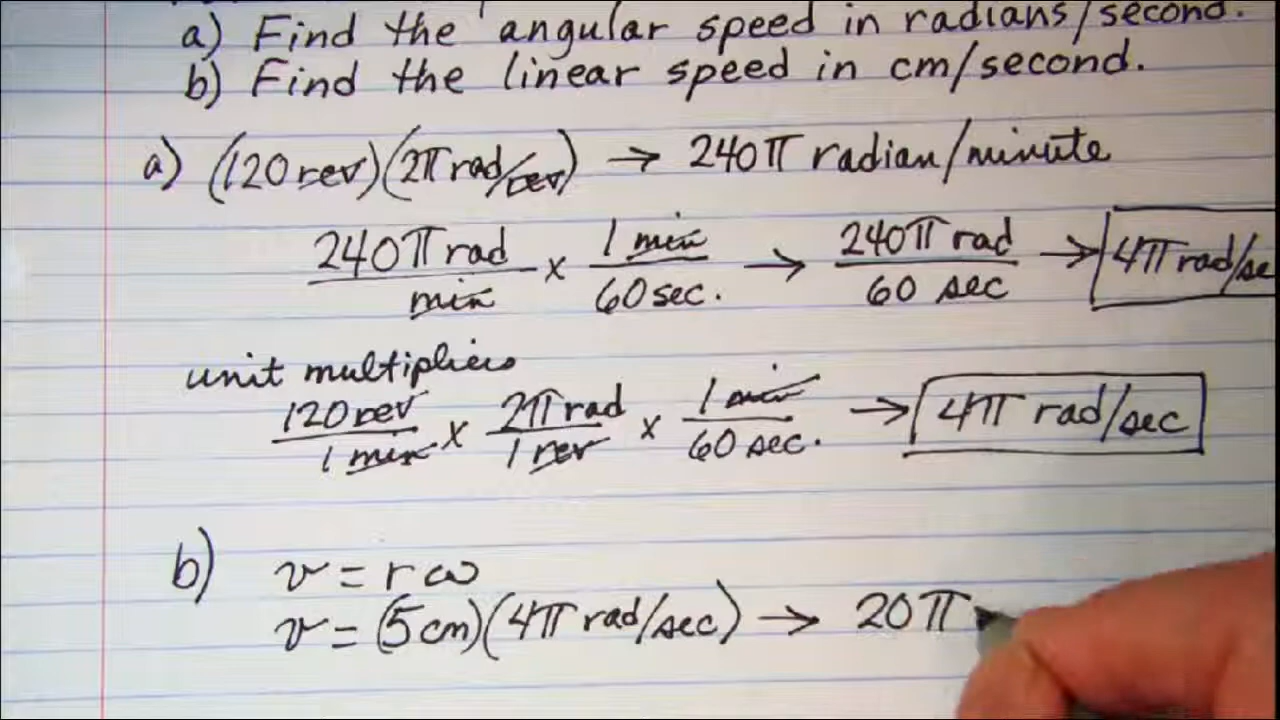 a) Find the angular speed in radians/second.
b) Find the linear speed in cm/second.
a) (120 rev)(2π rad/rev) → 240π radian/minute
240π rad/min × 1 min/60 sec. → 240π rad/60 sec → 4π rad/se
unit multipliers
120 rev/1 min × 2π rad/1 rev × 1 min/60 sec. → 4π rad/sec
b) v = rω
v = (5 cm)(4π rad/sec) → 20π